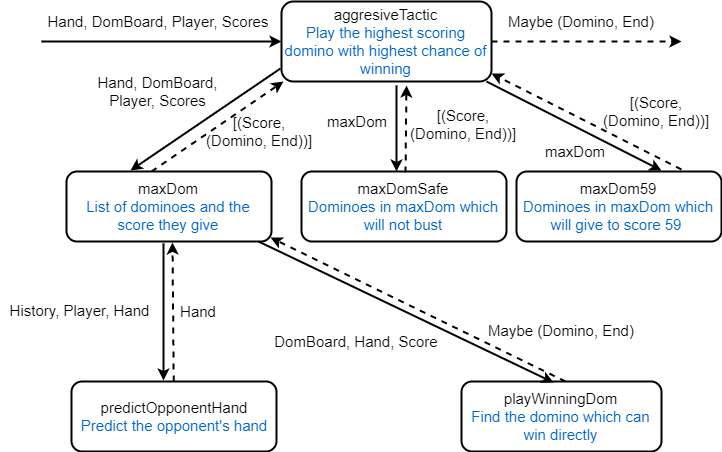 Hand, DomBoard, Player, Scores
aggresiveTactic
Play the highest scoring
domino with highest chance of
winning
Maybe (Domino, End)
Hand, DomBoard,
Player, Scores
[(Score,
(Domino, End))]
maxDom
[(Score,
(Domino, End))]
[(Score,
(Domino, End))]
maxDom
maxDom
List of dominoes and the
score they give
maxDomSafe
Dominoes in maxDom which
will not bust
maxDom59
Dominoes in maxDom which
will give to score 59
History, Player, Hand
Hand
DomBoard, Hand, Score
Maybe (Domino, End)
predictOpponentHand
Predict the opponent's hand
playWinningDom
Find the domino which can
win directly